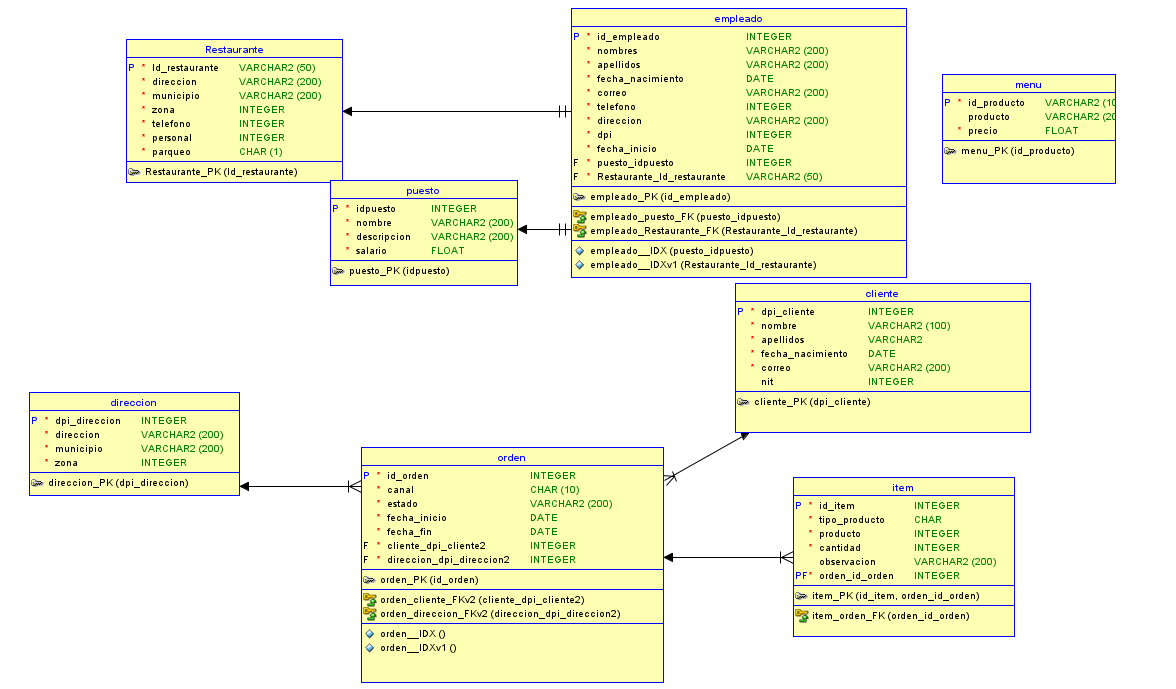 Restaurante
P * Id_restaurante VARCHAR2 (50)
* direccion VARCHAR2 (200)
* municipio VARCHAR2 (200)
* zona INTEGER
* telefono INTEGER
* personal INTEGER
* parqueo CHAR (1)
Restaurante_PK (Id_restaurante)
empleado
P * id_empleado INTEGER
* nombres VARCHAR2 (200)
* apellidos VARCHAR2 (200)
* fecha_nacimiento DATE
* correo VARCHAR2 (200)
* telefono INTEGER
* direccion VARCHAR2 (200)
* dpi INTEGER
* fecha_inicio DATE
F * puesto_idpuesto INTEGER
F * Restaurante_Id_restaurante VARCHAR2 (50)
empleado_PK (id_empleado)
empleado_puesto_FK (puesto_idpuesto)
empleado_Restaurante_FK (Restaurante_Id_restaurante)
empleado__IDX (puesto_idpuesto)
empleado__IDXv1 (Restaurante_Id_restaurante)
menu
P * id_producto VARCHAR2 (10
producto VARCHAR2 (20
* precio FLOAT
menu_PK (id_producto)
puesto
P * idpuesto INTEGER
* nombre VARCHAR2 (200)
* descripcion VARCHAR2 (200)
* salario FLOAT
puesto_PK (idpuesto)
cliente
P * dpi_cliente INTEGER
* nombre VARCHAR2 (100)
* apellidos VARCHAR2
* fecha_nacimiento DATE
* correo VARCHAR2 (200)
nit INTEGER
cliente_PK (dpi_cliente)
direccion
P * dpi_direccion INTEGER
* direccion VARCHAR2 (200)
* municipio VARCHAR2 (200)
* zona INTEGER
direccion_PK (dpi_direccion)
orden
P * id_orden INTEGER
* canal CHAR (10)
* estado VARCHAR2 (200)
* fecha_inicio DATE
* fecha_fin DATE
F * cliente_dpi_cliente2 INTEGER
F * direccion_dpi_direccion2 INTEGER
orden_PK (id_orden)
orden_cliente_FKv2 (cliente_dpi_cliente2)
orden_direccion_FKv2 (direccion_dpi_direccion2)
orden__IDX ()
orden__IDXv1 ()
item
P * id_item INTEGER
* tipo_producto CHAR
* producto INTEGER
* cantidad INTEGER
observacion VARCHAR2 (200)
PF* orden_id_orden INTEGER
item_PK (id_item, orden_id_orden)
item_orden_FK (orden_id_orden)